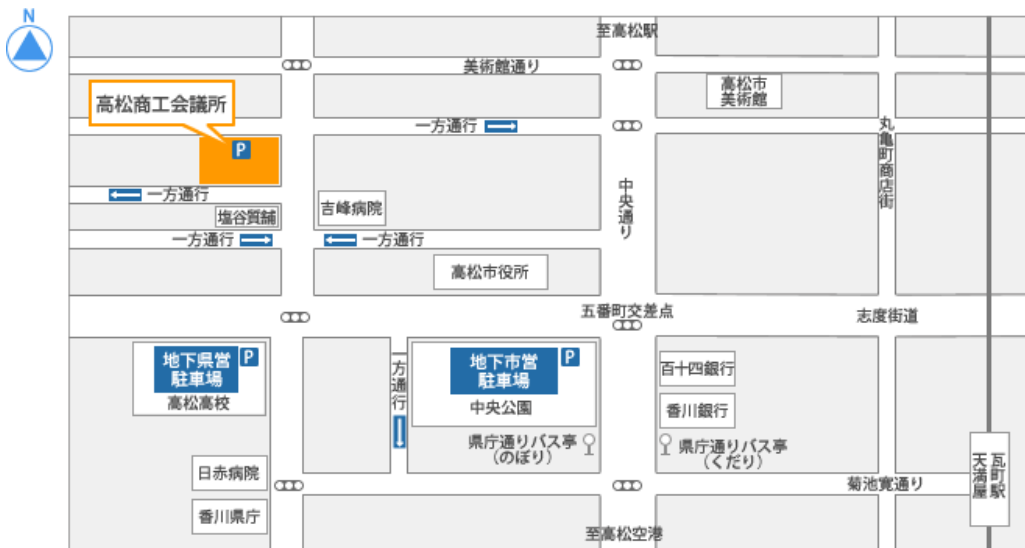 N
至高松駅
美術館通り
高松市
美術館
高松商工会議所
P
一方通行
丸亀町商店街
中央通り
一方通行
塩谷質舗
吉峰病院
一方通行
一方通行
高松市役所
五番町交差点
志度街道
地下県営
駐車場
P
高松高校
一方通行
地下市営
駐車場
P
中央公園
百十四銀行
香川銀行
県庁通りバス亭
(のぼり)
県庁通りバス亭
(くだり)
日赤病院
香川県庁
菊池寛通り
瓦町駅
天満屋
至高松空港